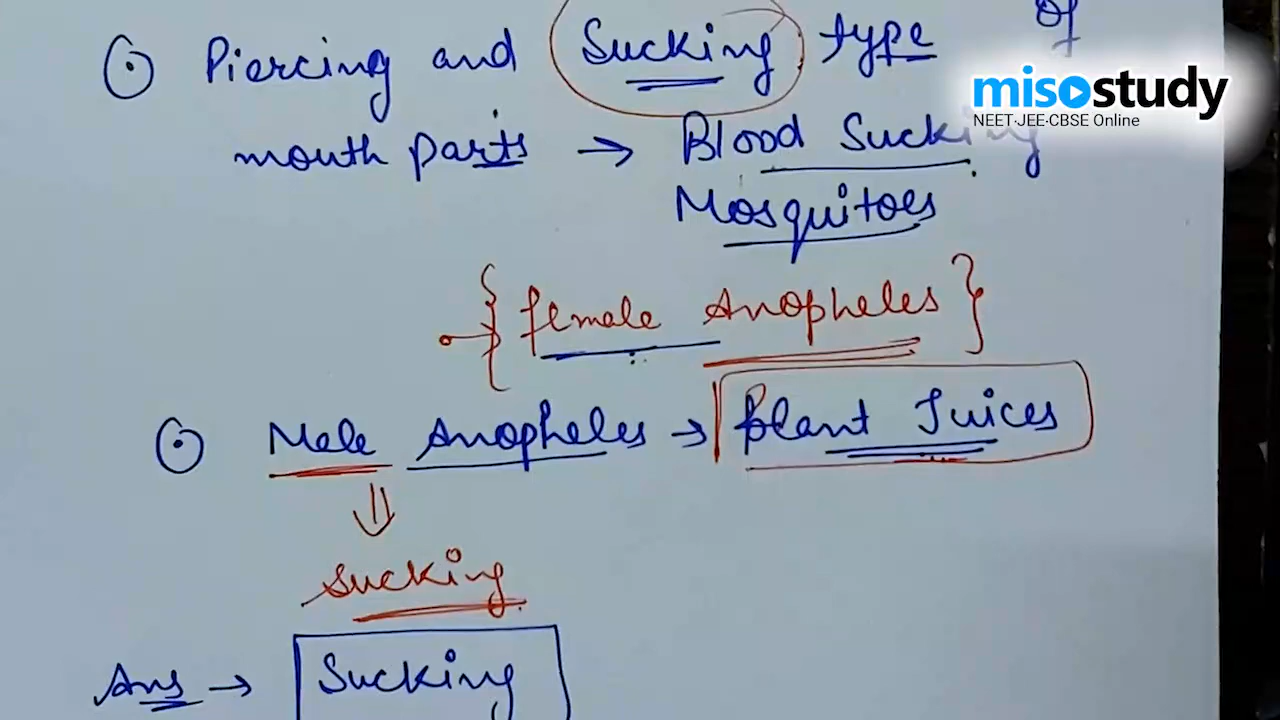 Piercing and Sucking type of
mouth parts → Blood Sucking
Mosquitoes
{female Anopheles}
Male Anopheles → Plant Juices
⇓
Sucking
Ans → Sucking
misostudy
NEET-JEE-CBSE Online